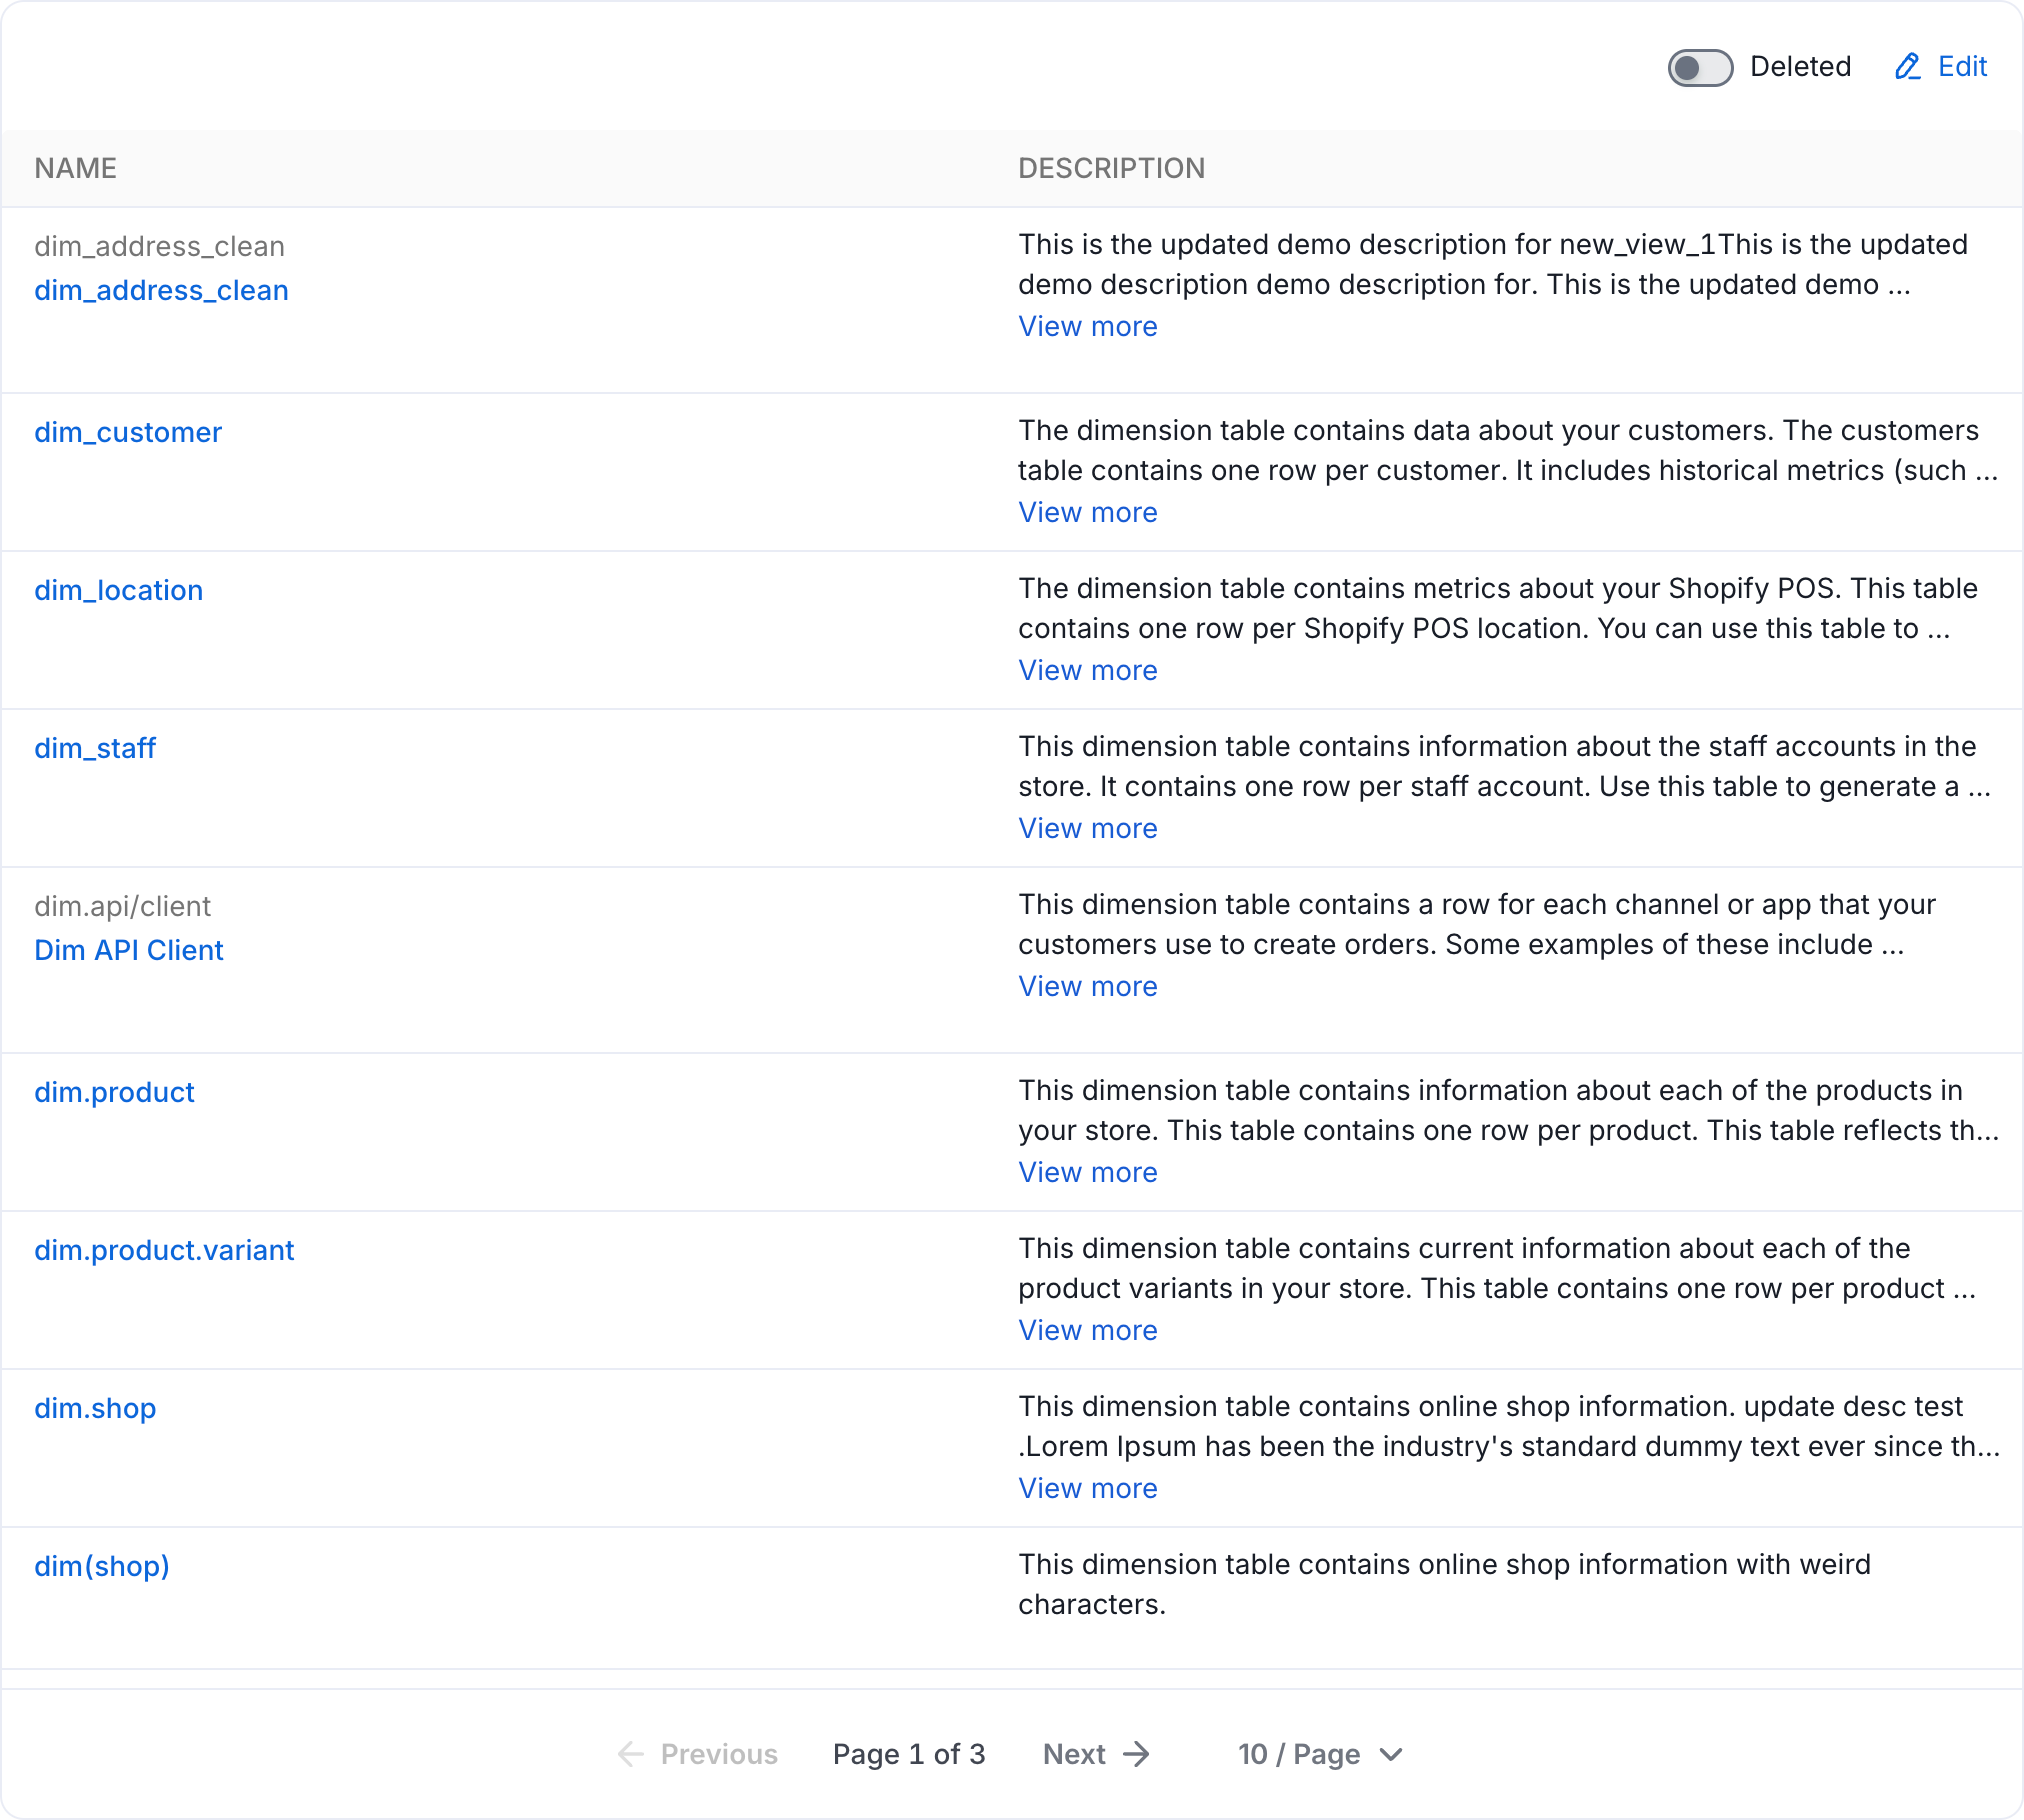 Deleted Edit
NAME DESCRIPTION
dim_address_clean
dim_address_clean
This is the updated demo description for new_view_1This is the updated
demo description demo description for. This is the updated demo ...
View more
dim_customer
The dimension table contains data about your customers. The customers
table contains one row per customer. It includes historical metrics (such ...
View more
dim_location
The dimension table contains metrics about your Shopify POS. This table
contains one row per Shopify POS location. You can use this table to ...
View more
dim_staff
This dimension table contains information about the staff accounts in the
store. It contains one row per staff account. Use this table to generate a ...
View more
dim.api/client
Dim API Client
This dimension table contains a row for each channel or app that your
customers use to create orders. Some examples of these include ...
View more
dim.product
This dimension table contains information about each of the products in
your store. This table contains one row per product. This table reflects th...
View more
dim.product.variant
This dimension table contains current information about each of the
product variants in your store. This table contains one row per product ...
View more
dim.shop
This dimension table contains online shop information. update desc test
.Lorem Ipsum has been the industry's standard dummy text ever since th...
View more
dim(shop)
This dimension table contains online shop information with weird
characters.
Previous Page 1 of 3 Next 10 / Page